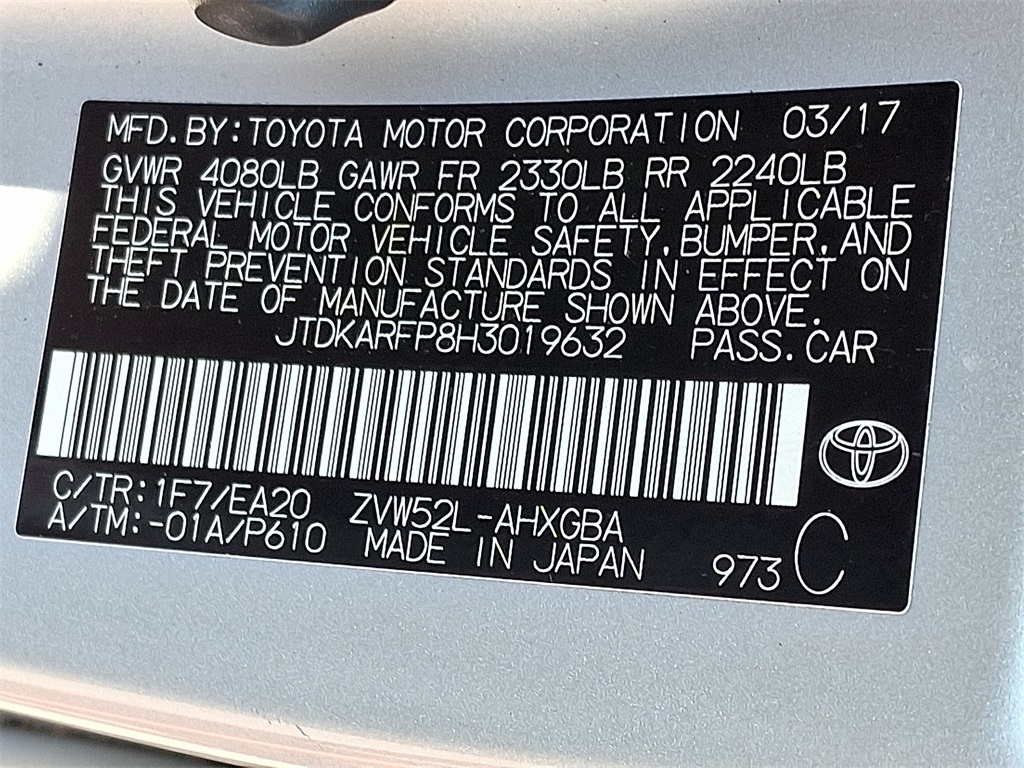 MFD.BY:TOYOTA MOTOR CORPORATION 03/17
GVWR 4080LB GAWR FR 2330LB RR 2240LB
THIS VEHICLE CONFORMS TO ALL APPLICABLE
FEDERAL MOTOR VEHICLE SAFETY,BUMPER,AND
THEFT PREVENTION STANDARDS IN EFFECT ON
THE DATE OF MANUFACTURE SHOWN ABOVE.
JTDKARFP8H3019632 PASS.CAR
C/TR:1F7/EA20 ZVW52L-AHXGBA
A/TM:-01A/P610 MADE IN JAPAN 973 C